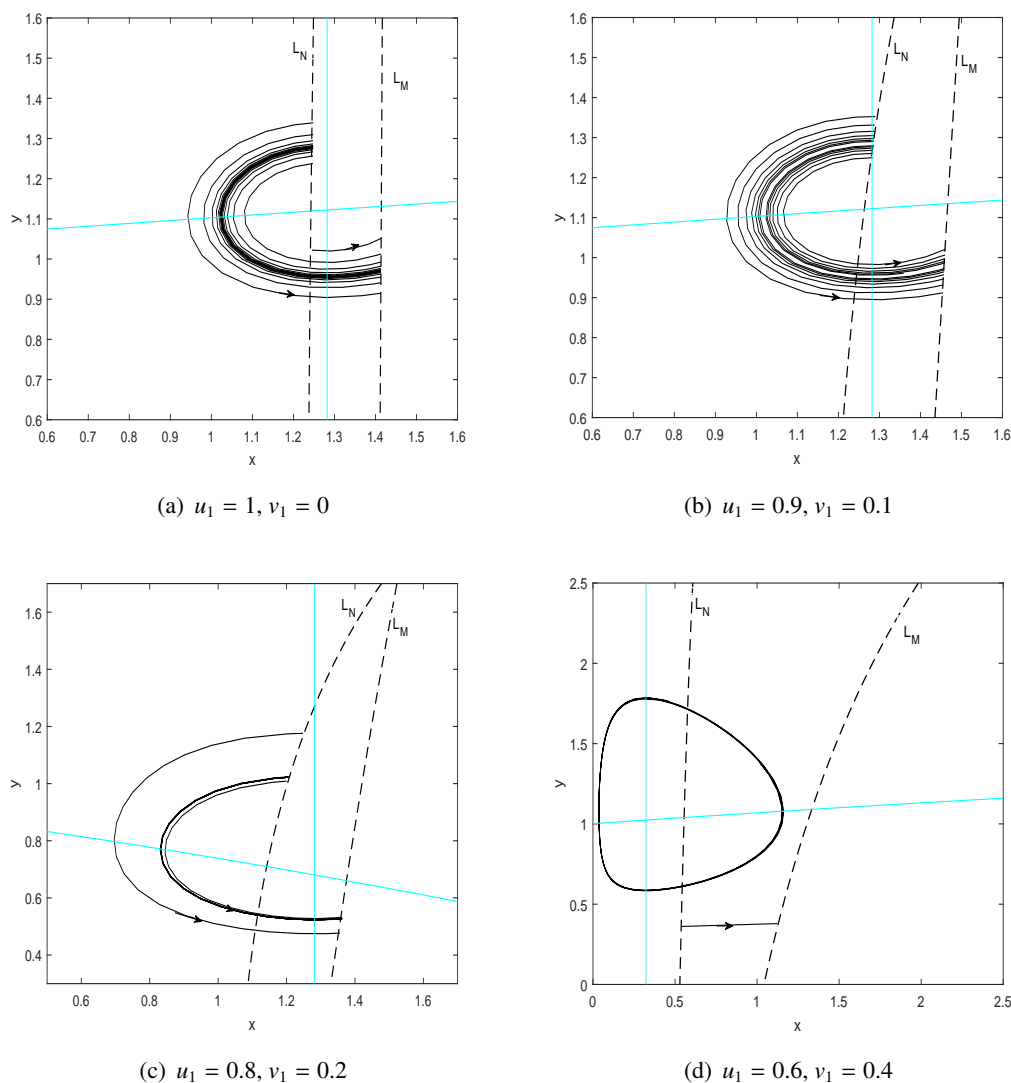 1.6
1.5
1.4
1.3
1.2
1.1
1
0.9
0.8
0.7
0.6
y
L_N
L_M
0.6 0.7 0.8 0.9 1 1.1 1.2 1.3 1.4 1.5 1.6
x
(a) u₁ = 1, v₁ = 0
1.6
1.5
1.4
1.3
1.2
1.1
1
0.9
0.8
0.7
0.6
y
L_N
L_M
0.6 0.7 0.8 0.9 1 1.1 1.2 1.3 1.4 1.5 1.6
x
(b) u₁ = 0.9, v₁ = 0.1
1.6
1.4
1.2
1
0.8
0.6
0.4
y
L_N
L_M
0.6 0.8 1 1.2 1.4 1.6
x
(c) u₁ = 0.8, v₁ = 0.2
2.5
2
1.5
1
0.5
0
y
L_N
L_M
0 0.5 1 1.5 2 2.5
x
(d) u₁ = 0.6, v₁ = 0.4